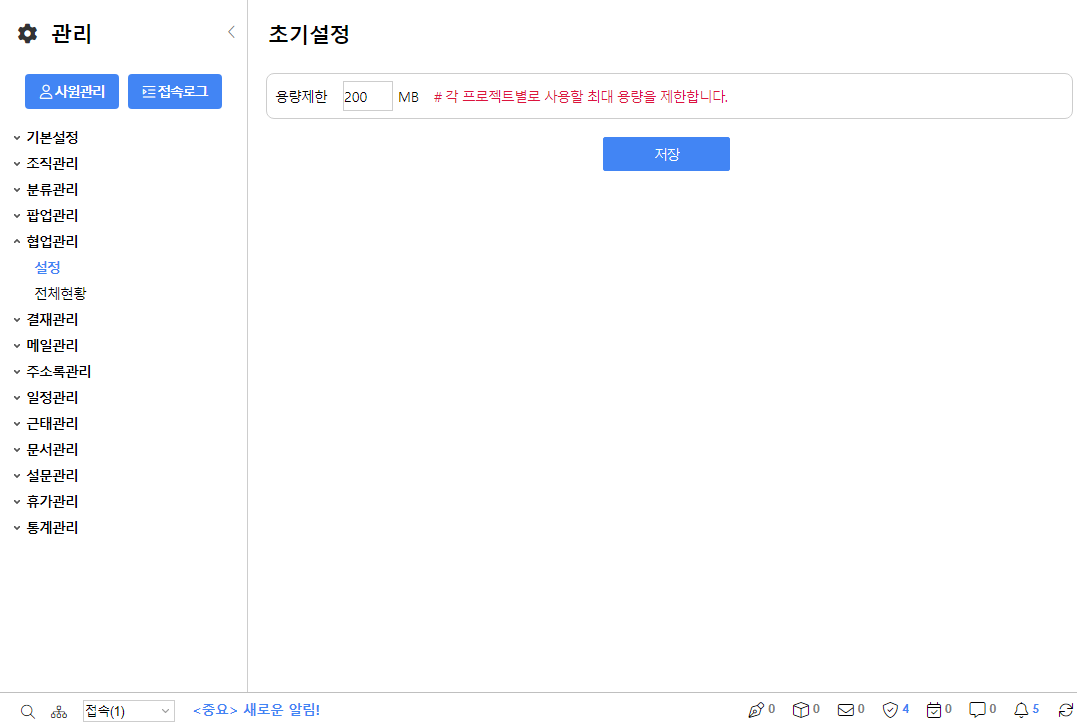 관리
사원관리 접속로그
기본설정
조직관리
분류관리
팝업관리
협업관리
설정
전체현황
결재관리
메일관리
주소록관리
일정관리
근태관리
문서관리
설문관리
휴가관리
통계관리
초기설정
용량제한 200 MB # 각 프로젝트별로 사용할 최대 용량을 제한합니다.
저장
접속(1) <중요> 새로운 알림! 0 0 0 4 0 0 5